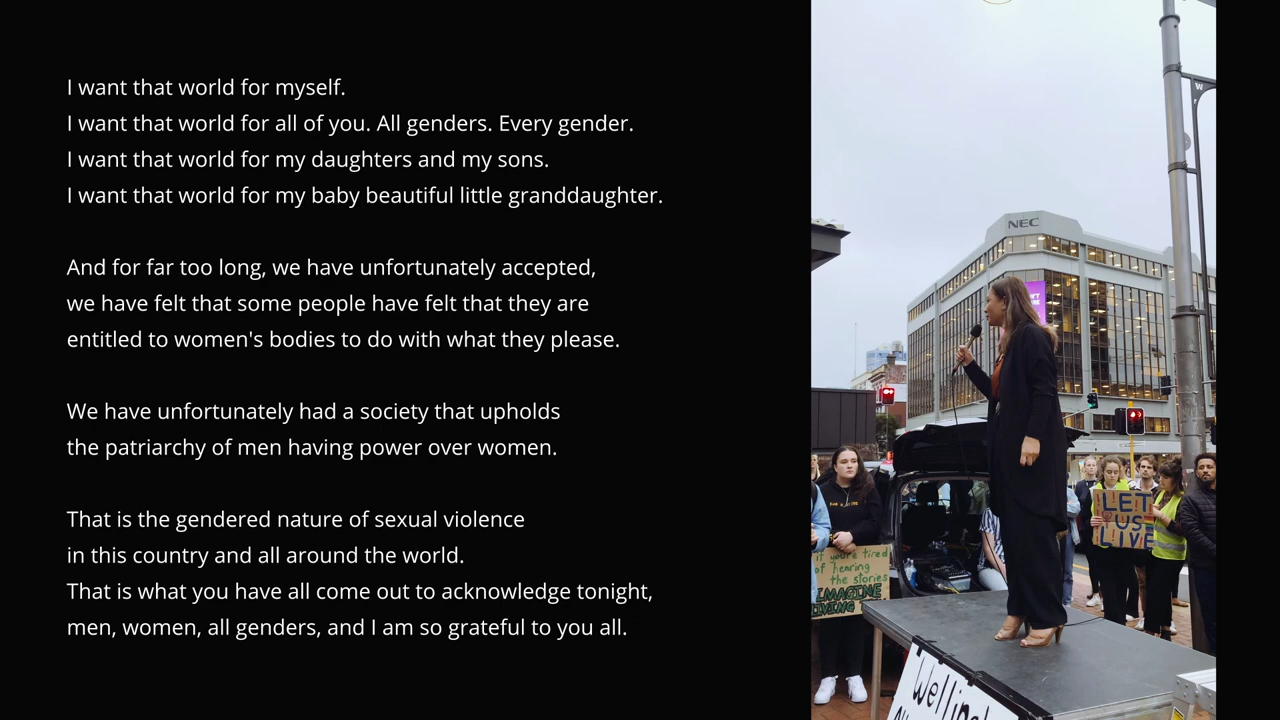 I want that world for myself.
I want that world for all of you. All genders. Every gender.
I want that world for my daughters and my sons.
I want that world for my baby beautiful little granddaughter.
And for far too long, we have unfortunately accepted,
we have felt that some people have felt that they are
entitled to women's bodies to do with what they please.
We have unfortunately had a society that upholds
the patriarchy of men having power over women.
That is the gendered nature of sexual violence
in this country and all around the world.
That is what you have all come out to acknowledge tonight,
men, women, all genders, and I am so grateful to you all.
NEC
LET
US
LIVE
if you're tired
of hearing
the stories
IMAGINE
LIVING